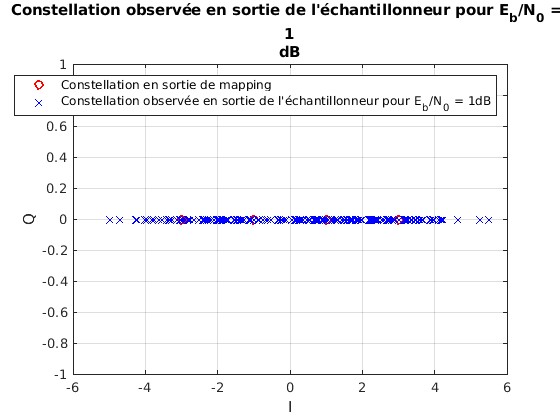 Constellation observée en sortie de l'échantillonneur pour E_b/N_0 =
1
dB
1
Constellation en sortie de mapping
Constellation observée en sortie de l'échantillonneur pour E_b/N_0 = 1dB
0.6
0.4
0.2
0
-0.2
-0.4
-0.6
-0.8
-1
Q
-6 -4 -2 0 2 4 6
I